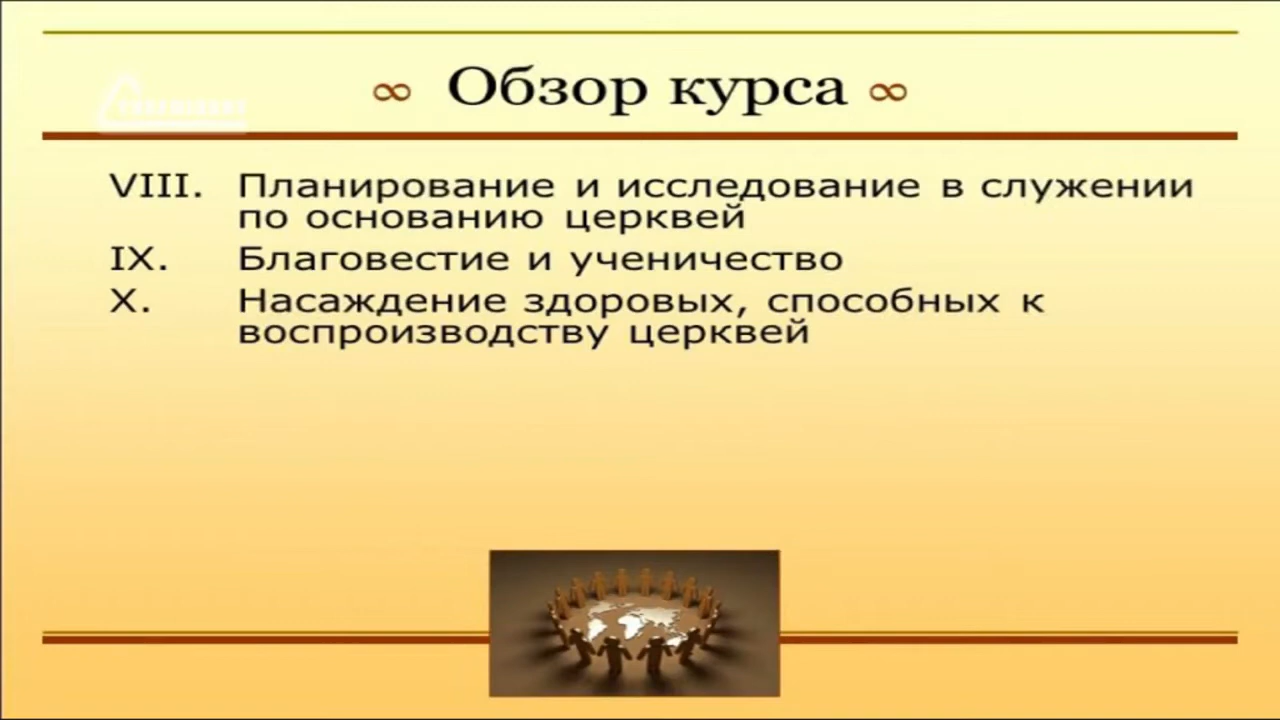 ∞ Обзор курса ∞
VIII. Планирование и исследование в служении
по основанию церквей
IX. Благовестие и ученичество
X. Насаждение здоровых, способных к
воспроизводству церквей